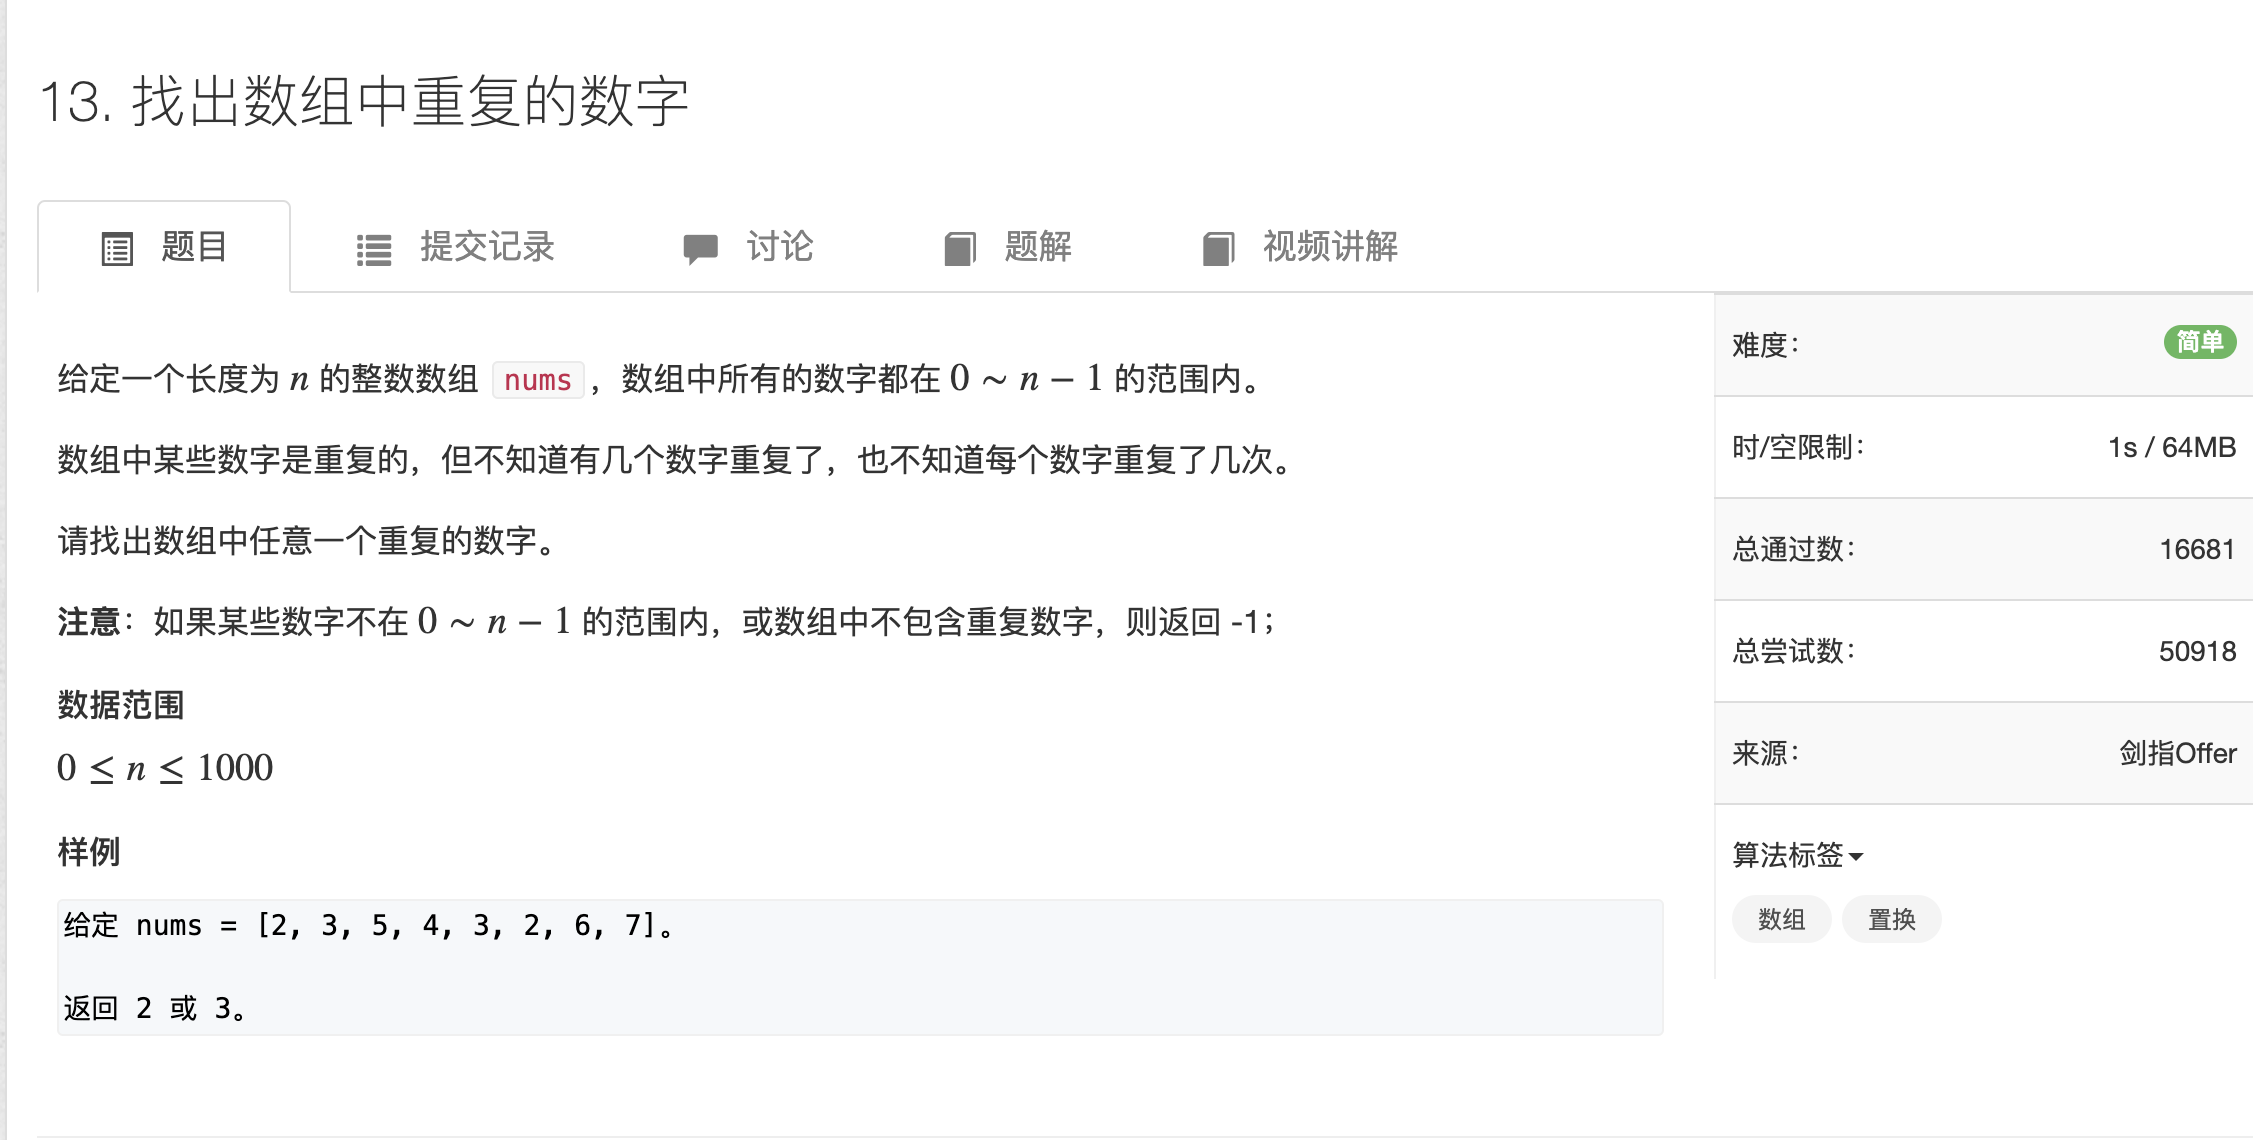 13. 找出数组中重复的数字
题目 提交记录 讨论 题解 视频讲解
给定一个长度为 n 的整数数组 nums，数组中所有的数字都在 0 ∼ n − 1 的范围内。
数组中某些数字是重复的，但不知道有几个数字重复了，也不知道每个数字重复了几次。
请找出数组中任意一个重复的数字。
注意：如果某些数字不在 0 ∼ n − 1 的范围内，或数组中不包含重复数字，则返回 -1；
数据范围
0 ≤ n ≤ 1000
样例
给定 nums = [2, 3, 5, 4, 3, 2, 6, 7]。
返回 2 或 3。
难度： 简单
时/空限制： 1s / 64MB
总通过数： 16681
总尝试数： 50918
来源： 剑指Offer
算法标签
数组 置换